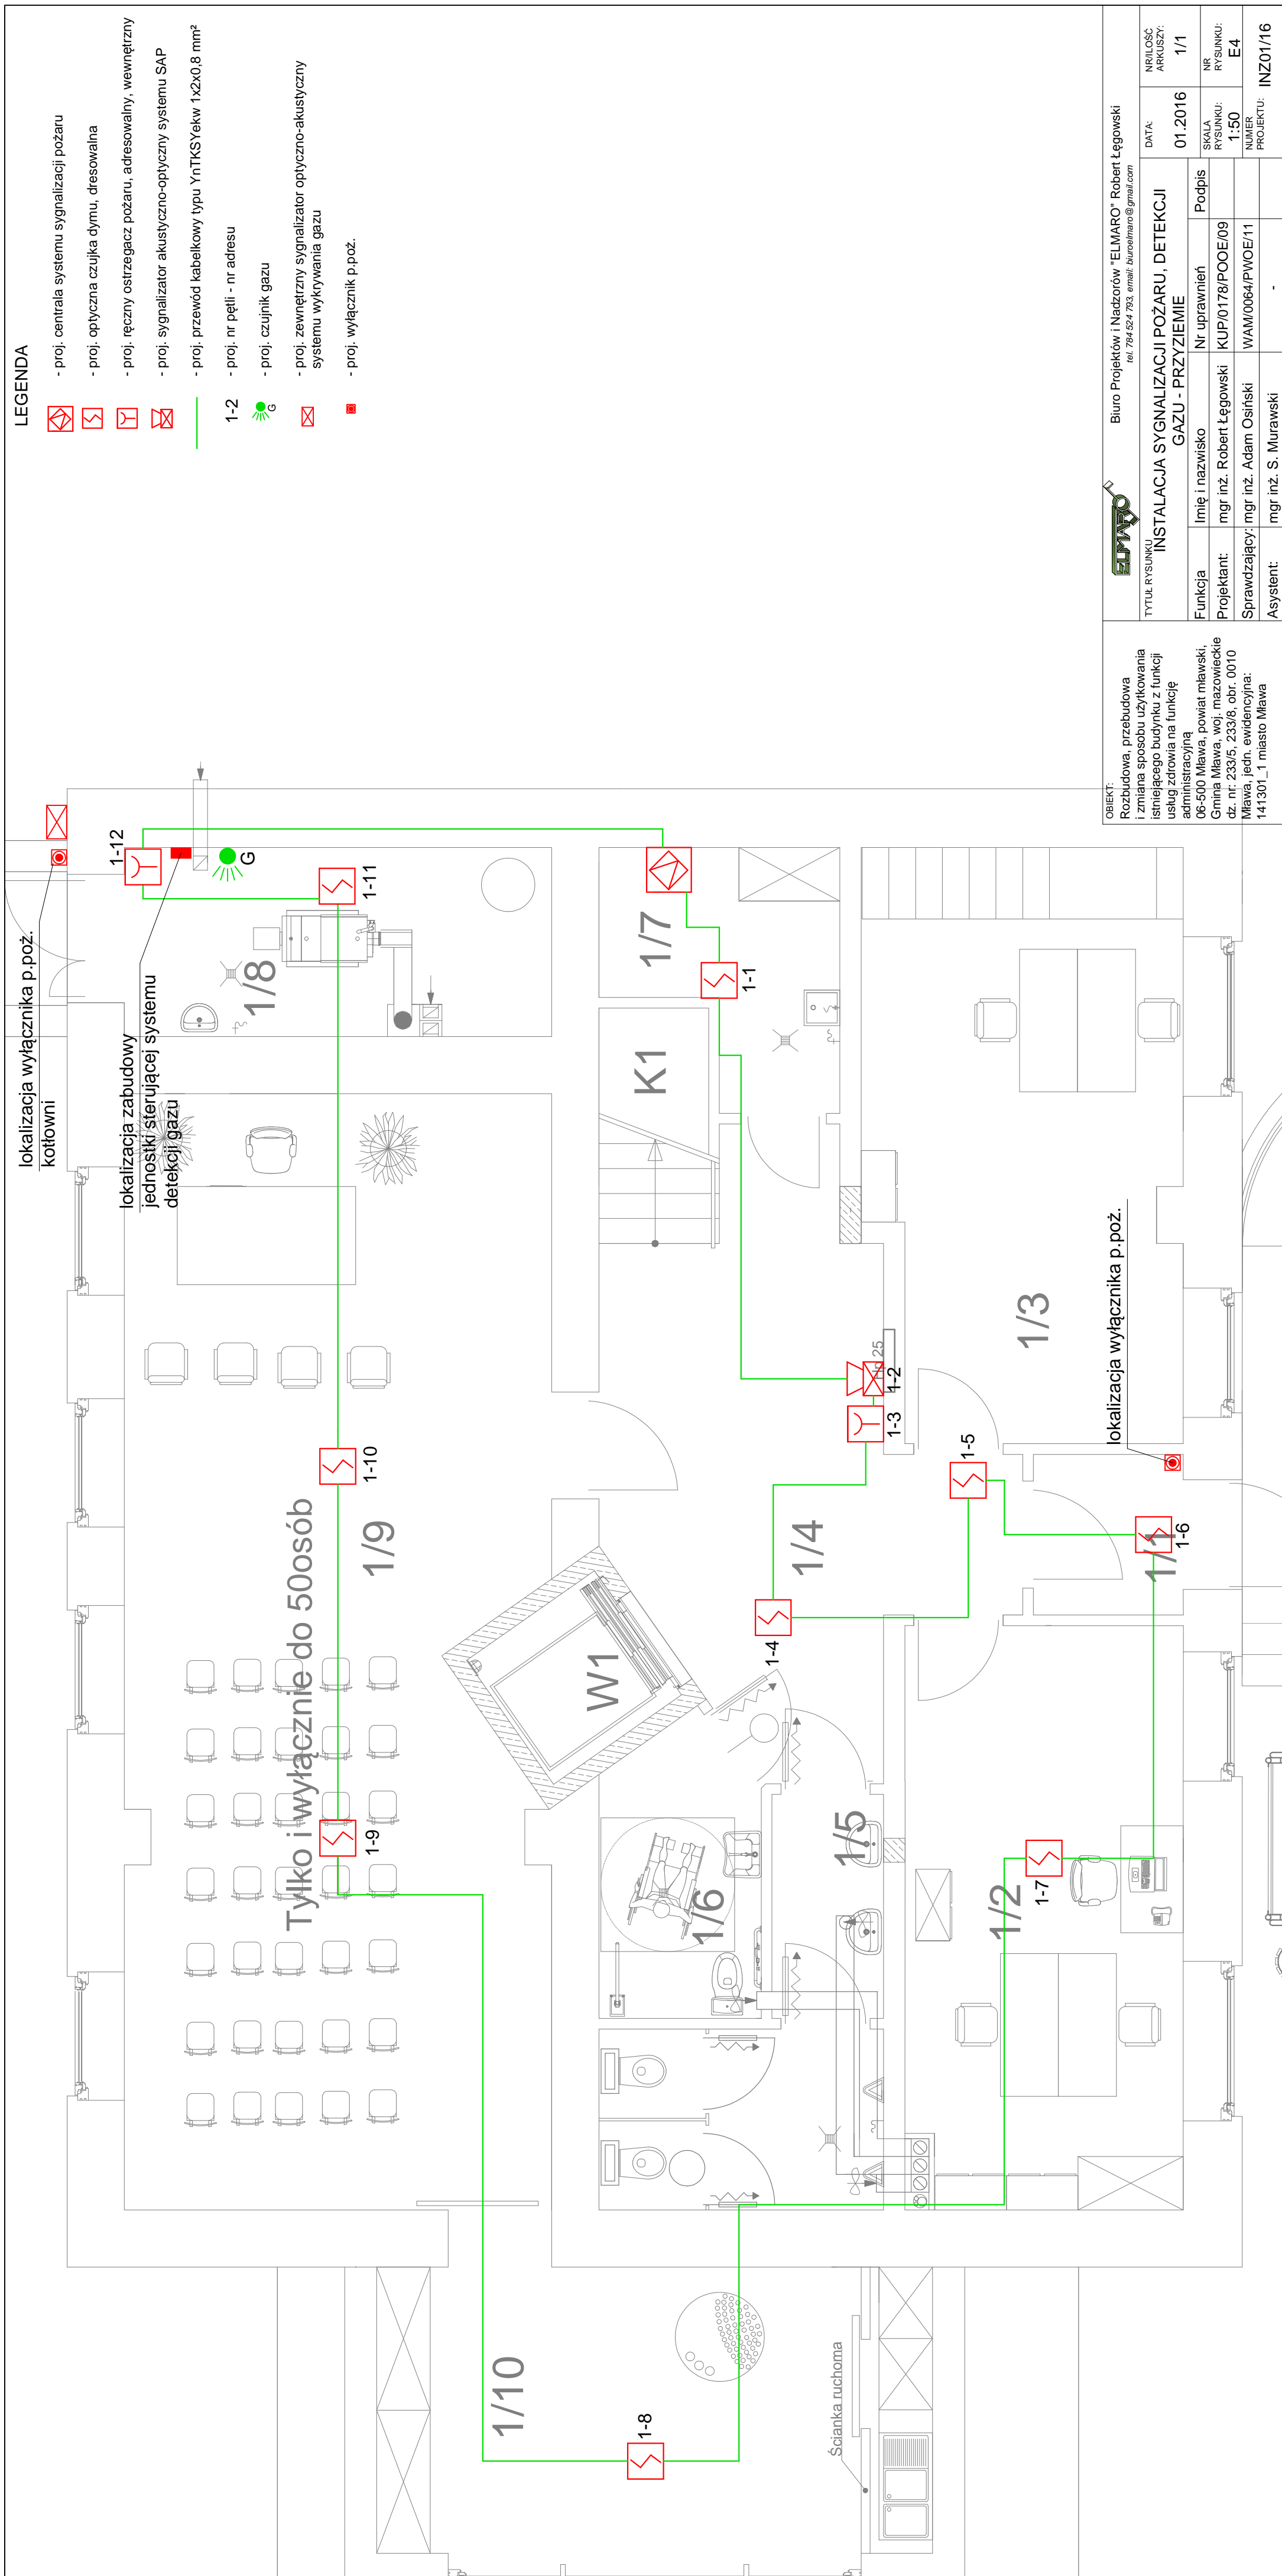 LEGENDA
- proj. centrala systemu sygnalizacji pożaru
- proj. optyczna czujka dymu, dresowalna
- proj. ręczny ostrzegacz pożaru, adresowalny, wewnętrzny
- proj. sygnalizator akustyczno-optyczny systemu SAP
- proj. przewód kabelkowy typu YnTKSYekw 1x2x0,8 mm²
1-2 - proj. nr pętli - nr adresu
G - proj. czujnik gazu
- proj. zewnętrzny sygnalizator optyczno-akustyczny
systemu wykrywania gazu
- proj. wyłącznik p.poż.
lokalizacja wyłącznika p.poż.
kotłowni
lokalizacja zabudowy
jednostki sterującej systemu
detekcji gazu
1-12
G
1-11
1/8
1/7
1-1
K1
1-10
Tylko i wyłącznie do 50osób
1/9
1-9
Hp 25
1-2
1-3
1/3
1-5
1/4
1-4
W1
lokalizacja wyłącznika p.poż.
1/1
1-6
1/5
1/6
1/2
1-7
1/10
1-8
Ścianka ruchoma
OBIEKT:
Rozbudowa, przebudowa
i zmiana sposobu użytkowania
istniejącego budynku z funkcji
usług zdrowia na funkcję
administracyjną
06-500 Mława, powiat mławski,
Gmina Mława, woj. mazowieckie
dz. nr: 233/5, 233/8, obr. 0010
Mława, jedn. ewidencyjna:
141301_1 miasto Mława
ELMARO
Biuro Projektów i Nadzorów "ELMARO" Robert Łęgowski
tel. 784 524 793, email: biuroelmaro@gmail.com
TYTUŁ RYSUNKU
INSTALACJA SYGNALIZACJI POŻARU, DETEKCJI
GAZU - PRZYZIEMIE
DATA:
01.2016
NR/ILOŚĆ
ARKUSZY:
1/1
Funkcja Imię i nazwisko Nr uprawnień Podpis
SKALA
RYSUNKU:
1:50
NR
RYSUNKU:
E4
Projektant: mgr inż. Robert Łęgowski KUP/0178/POOE/09
Sprawdzający: mgr inż. Adam Osiński WAM/0064/PWOE/11
Asystent: mgr inż. S. Murawski -
NUMER
PROJEKTU:
INZ01/16